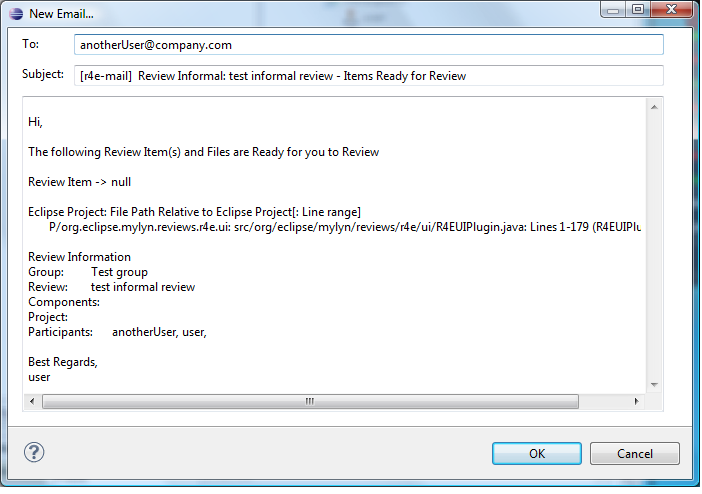 New Email...
To: anotherUser@company.com
Subject: [r4e-mail] Review Informal: test informal review - Items Ready for Review
Hi,
The following Review Item(s) and Files are Ready for you to Review
Review Item -> null
Eclipse Project: File Path Relative to Eclipse Project[: Line range]
P/org.eclipse.mylyn.reviews.r4e.ui: src/org/eclipse/mylyn/reviews/r4e/ui/R4EUIPlugin.java: Lines 1-179 (R4EUIPlu
Review Information
Group: Test group
Review: test informal review
Components:
Project:
Participants: anotherUser, user,
Best Regards,
user
?
OK Cancel